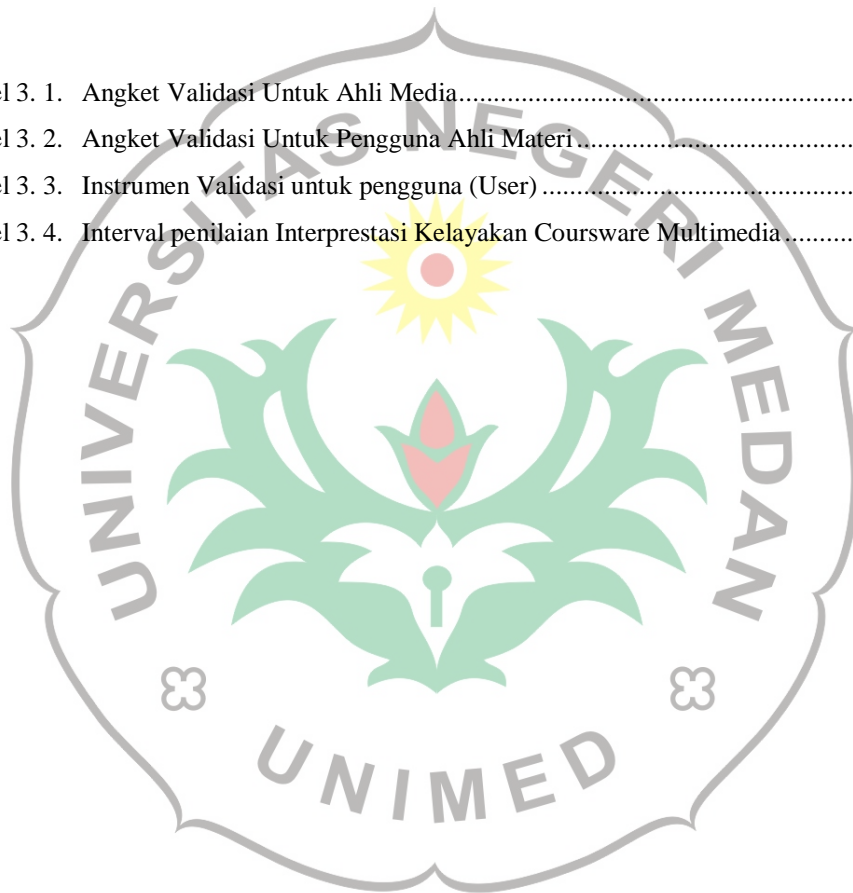 el 3. 1. Angket Validasi Untuk Ahli Media....................................................................
el 3. 2. Angket Validasi Untuk Pengguna Ahli Materi...............................................
el 3. 3. Instrumen Validasi untuk pengguna (User).....................................................
el 3. 4. Interval penilaian Interprestasi Kelayakan Coursware Multimedia...........
UNIVERSITAS NEGERI MEDAN
UNIMED